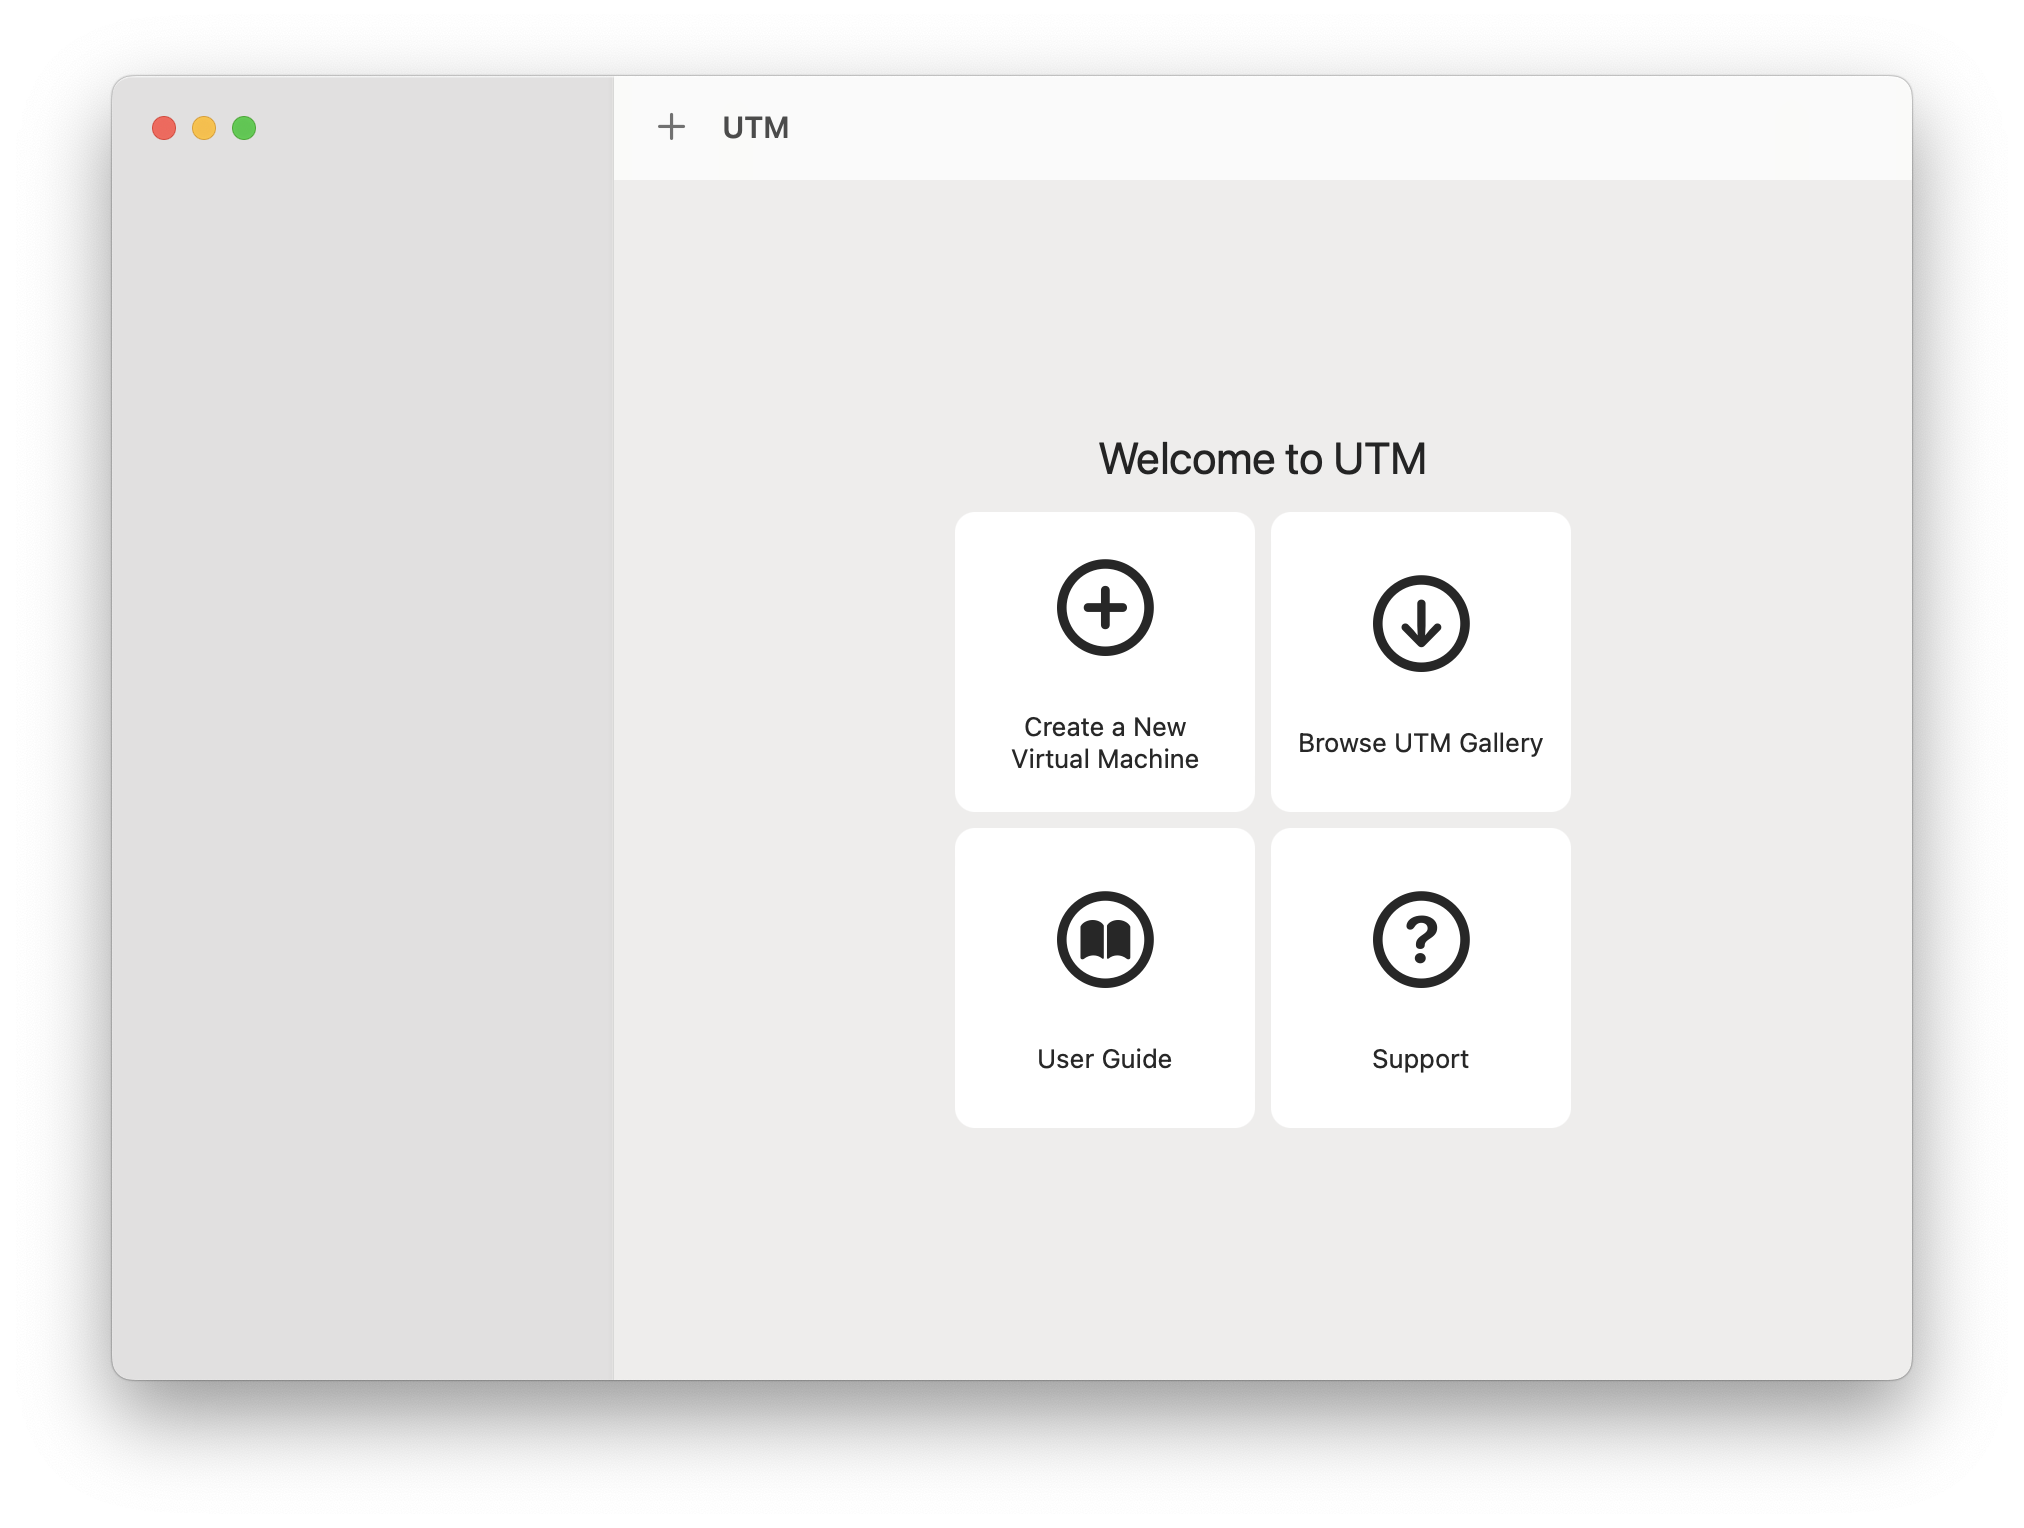 UTM
Welcome to UTM
Create a New
Virtual Machine
Browse UTM Gallery
User Guide
Support